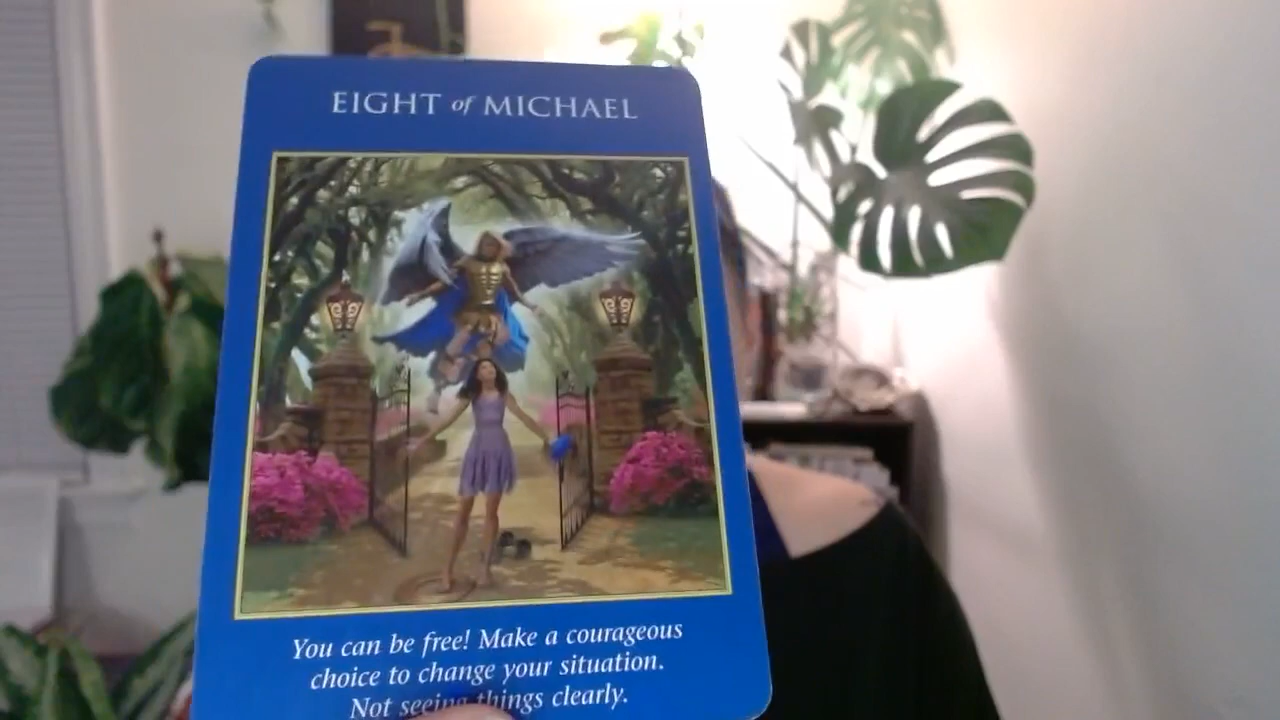 EIGHT of MICHAEL
You can be free! Make a courageous
choice to change your situation.
Not seeing things clearly.